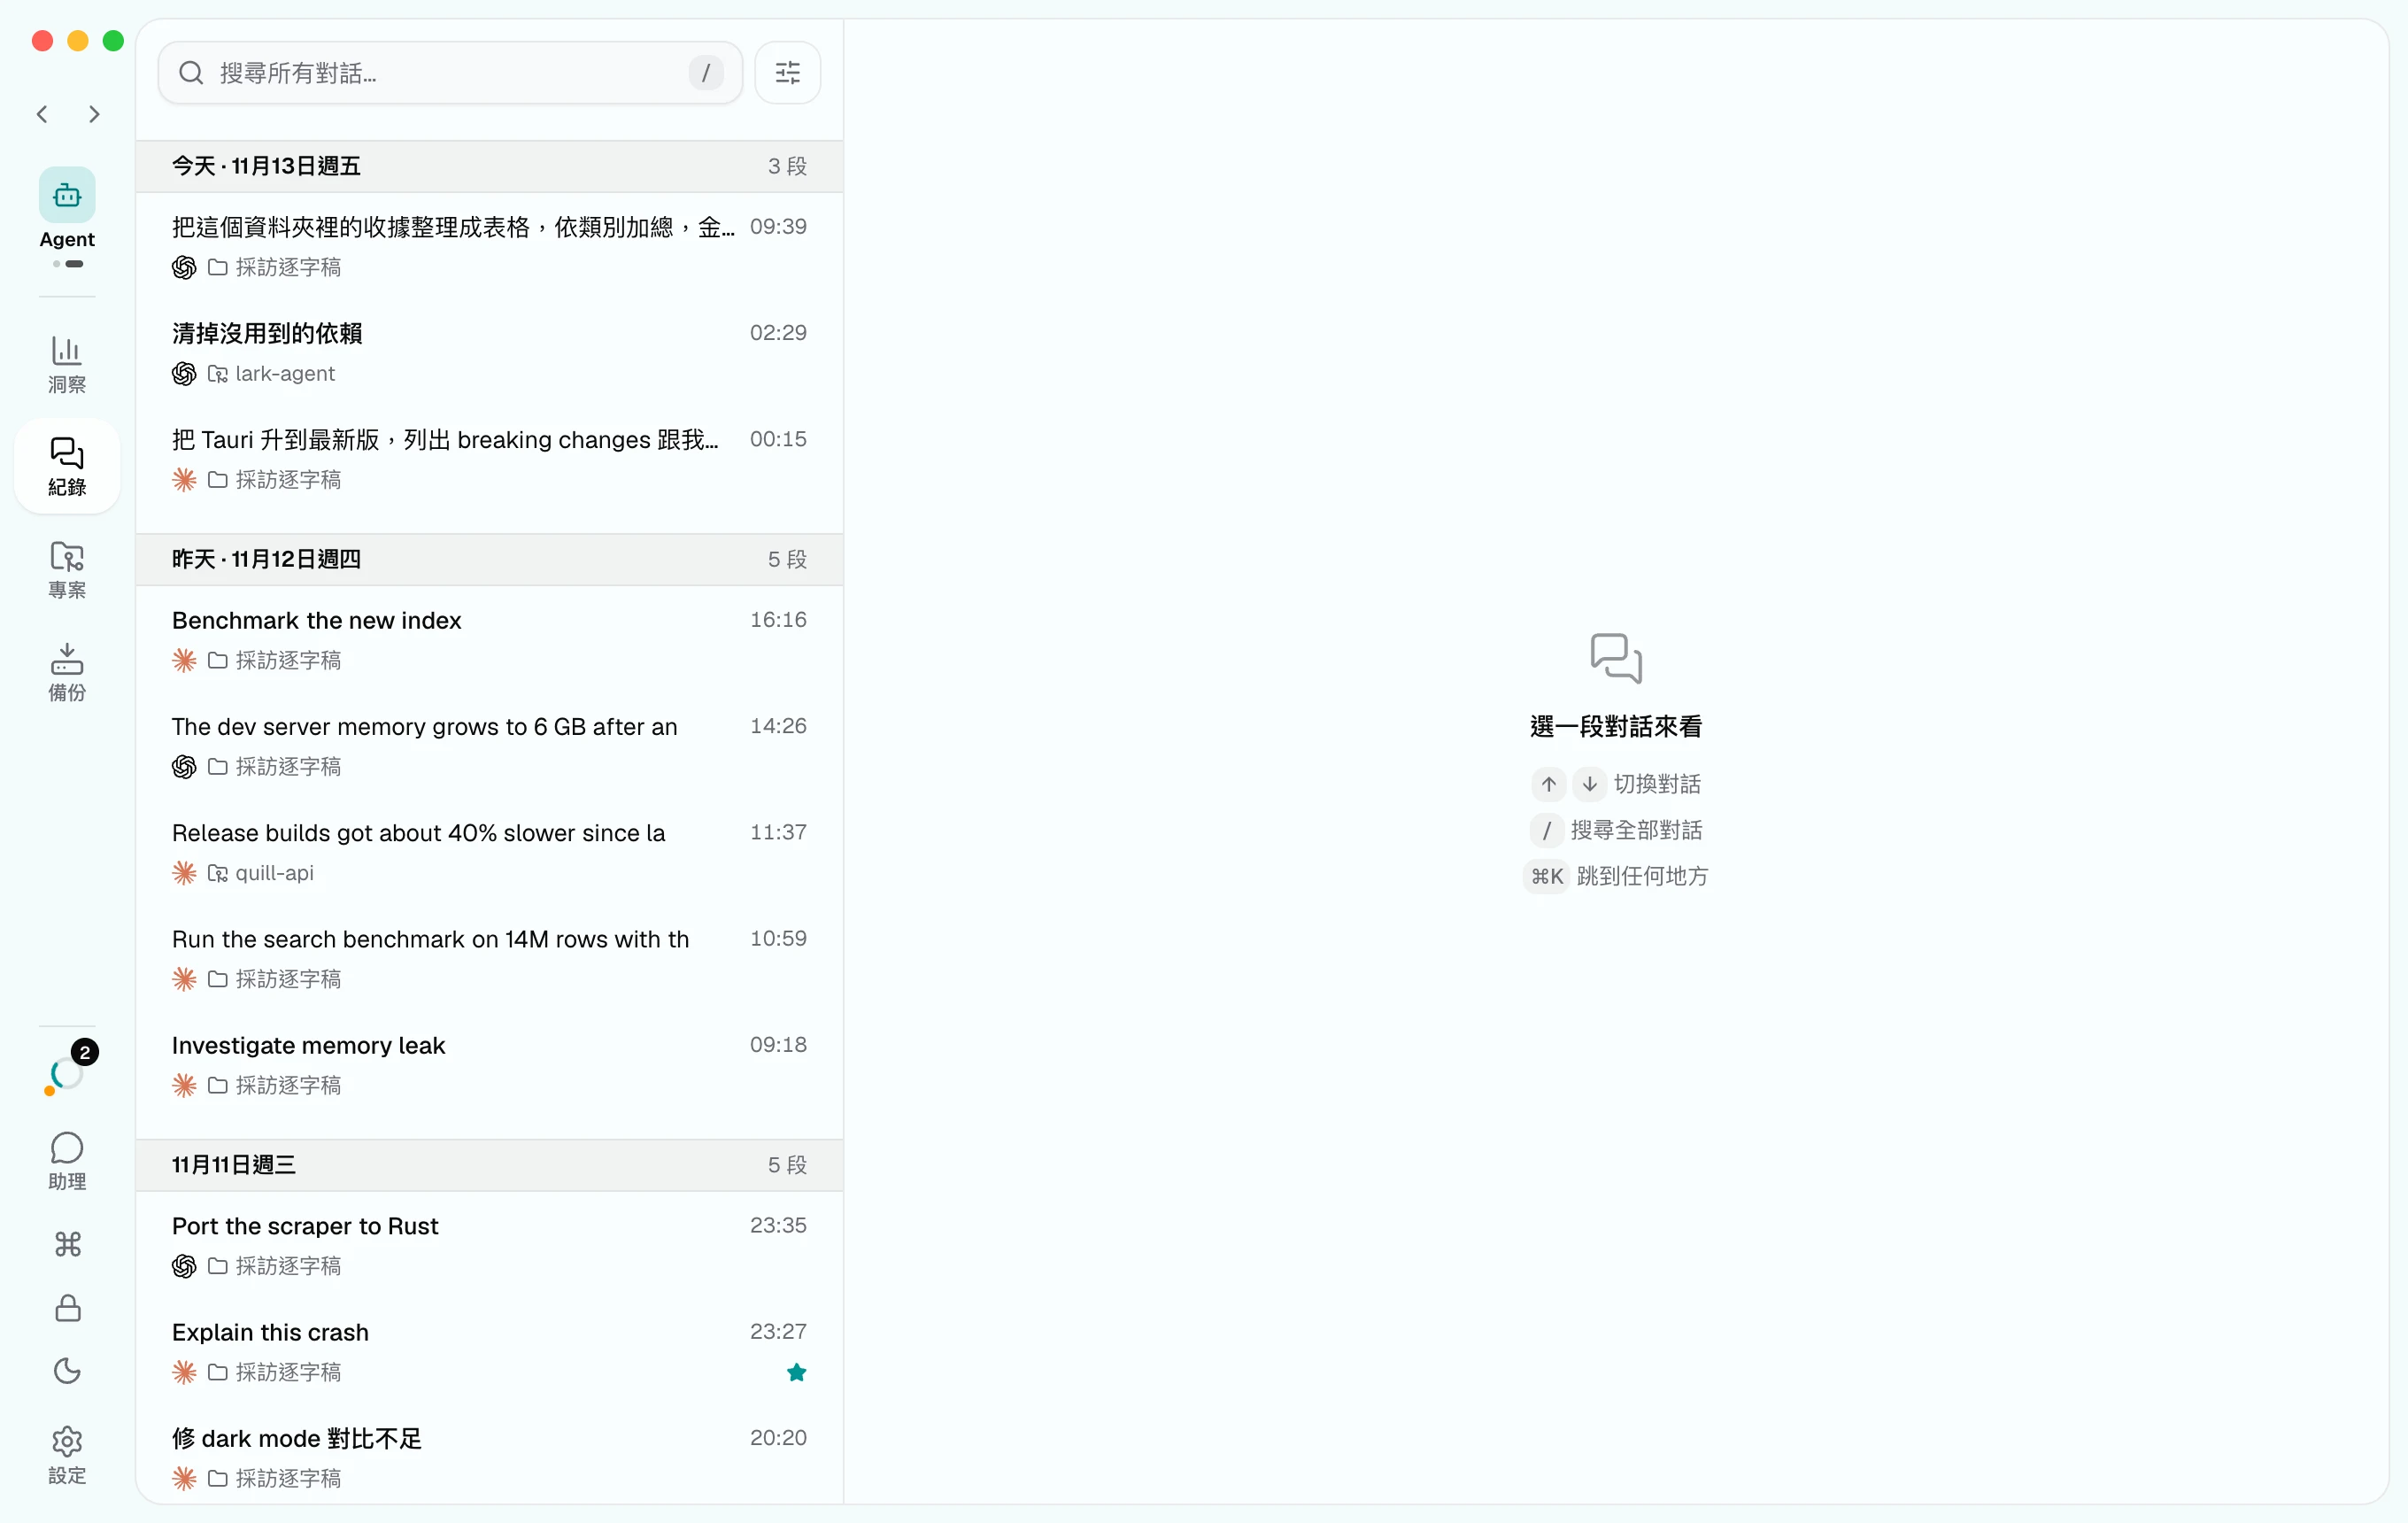 搜尋所有對話...
/
Agent
洞察
紀錄
專案
備份
2
助理
設定
今天 · 11月13日週五
3 段
把這個資料夾裡的收據整理成表格，依類別加總，金...
09:39
採訪逐字稿
清掉沒用到的依賴
02:29
lark-agent
把 Tauri 升到最新版，列出 breaking changes 跟我...
00:15
採訪逐字稿
昨天 · 11月12日週四
5 段
Benchmark the new index
16:16
採訪逐字稿
The dev server memory grows to 6 GB after an
14:26
採訪逐字稿
Release builds got about 40% slower since la
11:37
quill-api
Run the search benchmark on 14M rows with th
10:59
採訪逐字稿
Investigate memory leak
09:18
採訪逐字稿
11月11日週三
5 段
Port the scraper to Rust
23:35
採訪逐字稿
Explain this crash
23:27
採訪逐字稿
修 dark mode 對比不足
20:20
採訪逐字稿
選一段對話來看
↑ ↓ 切換對話
/ 搜尋全部對話
⌘K 跳到任何地方